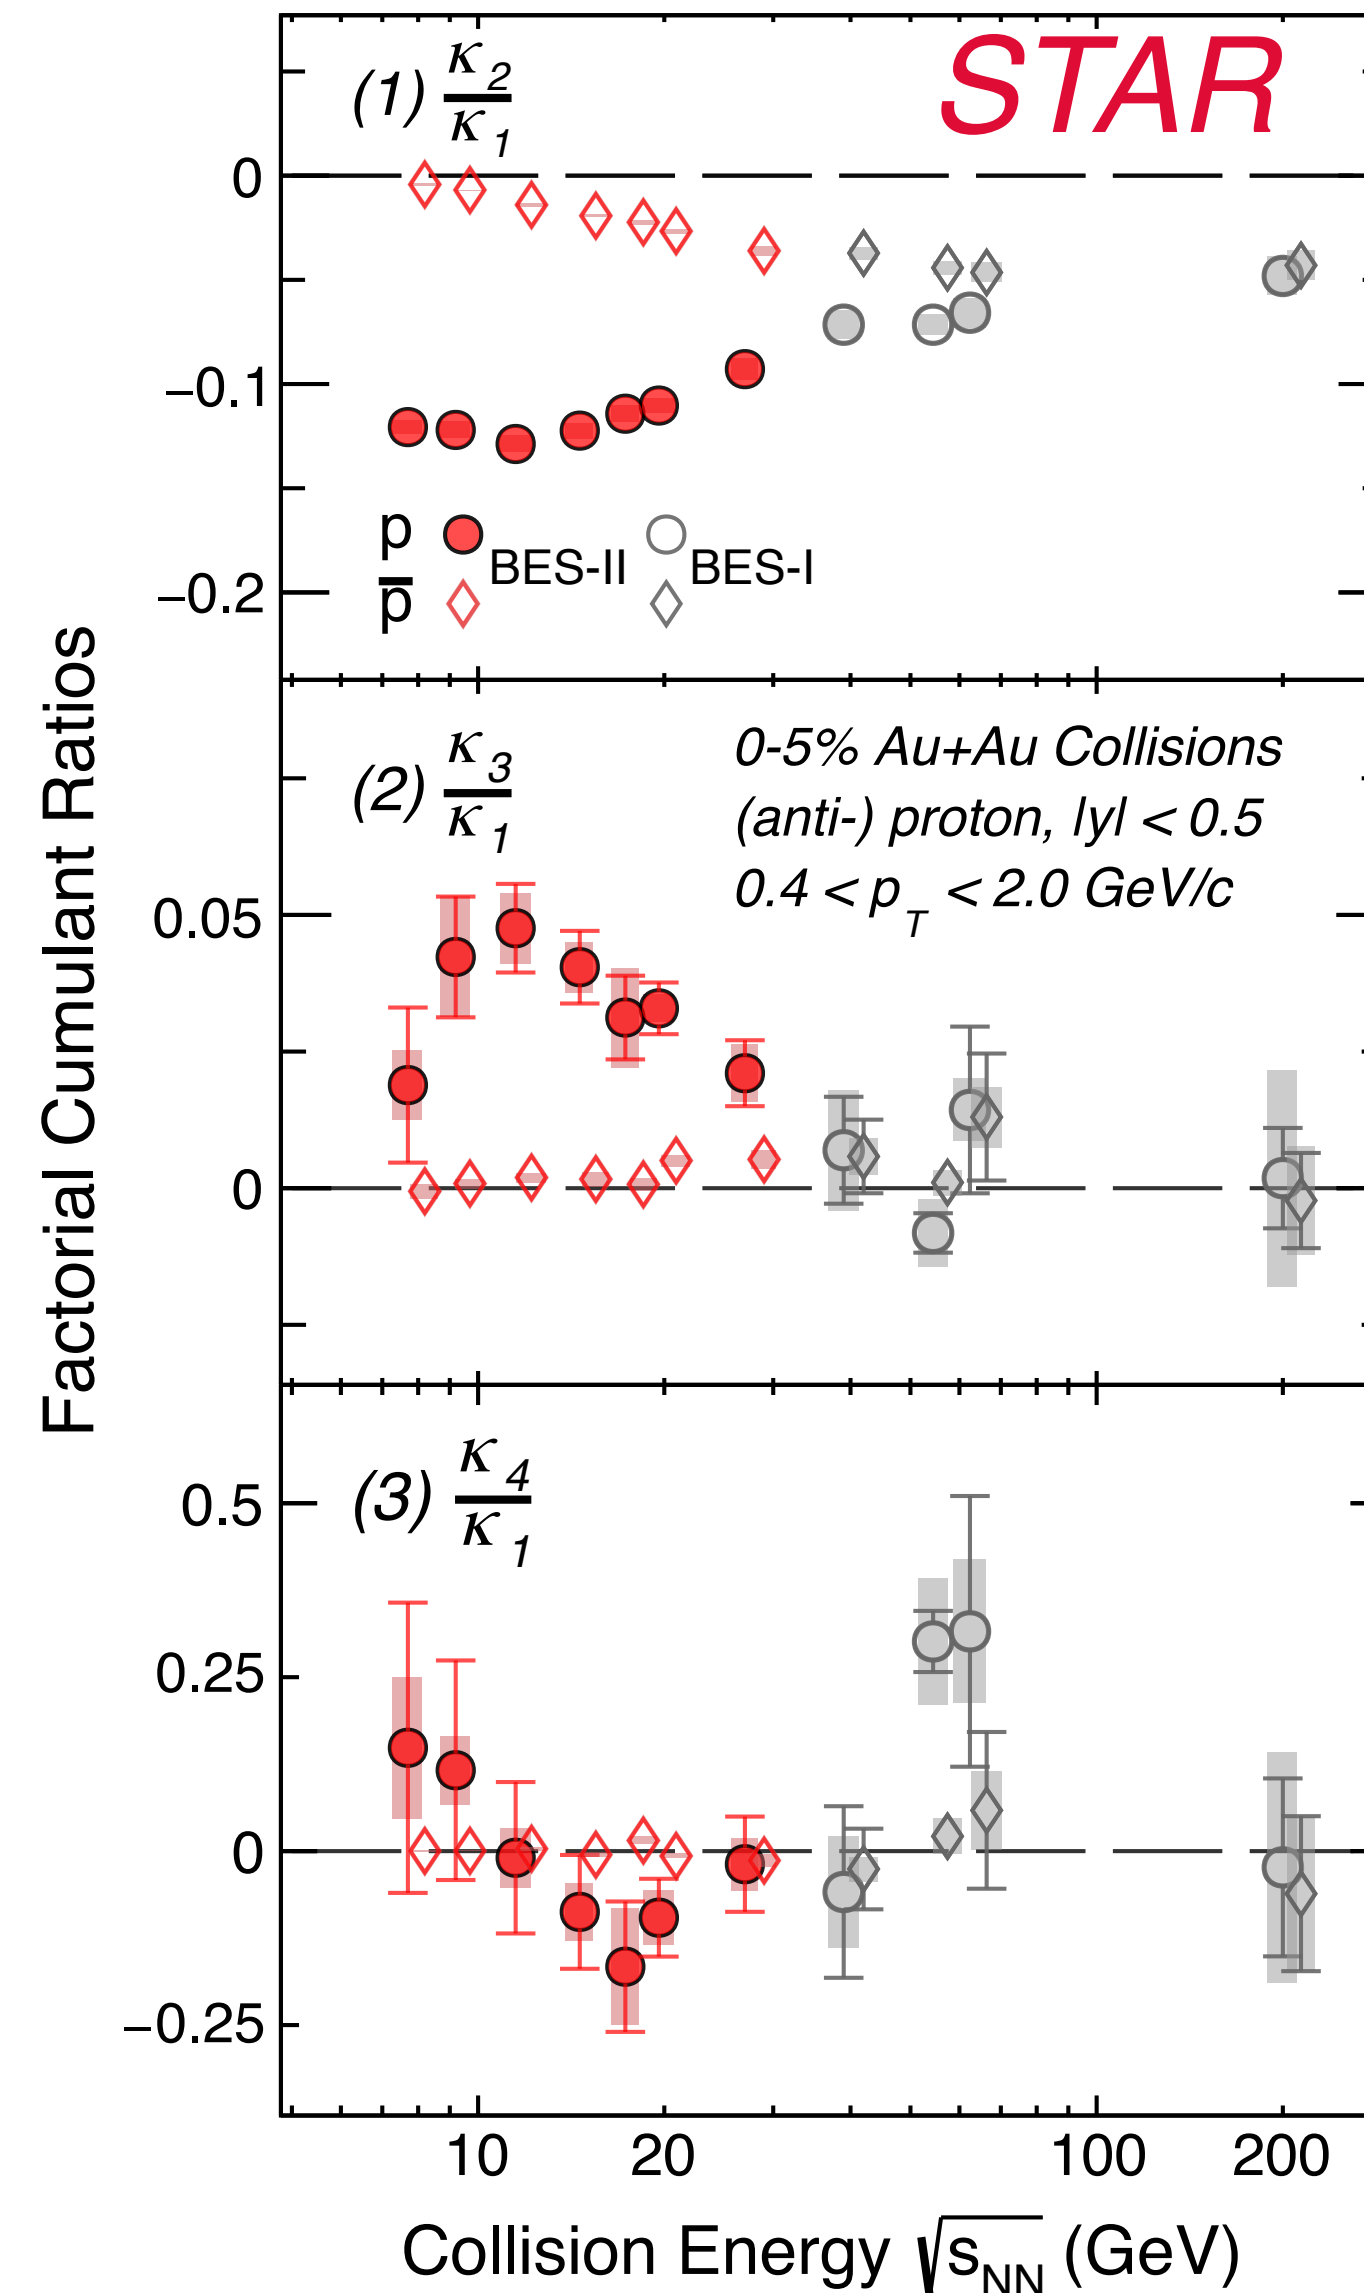 STAR
(1) κ2/κ1
0
−0.1
−0.2
p BES-II BES-I
p̅
Factorial Cumulant Ratios
(2) κ3/κ1
0-5% Au+Au Collisions
(anti-) proton, lyl < 0.5
0.4 < pT < 2.0 GeV/c
0.05
0
(3) κ4/κ1
0.5
0.25
0
−0.25
10 20 100 200
Collision Energy √sNN (GeV)